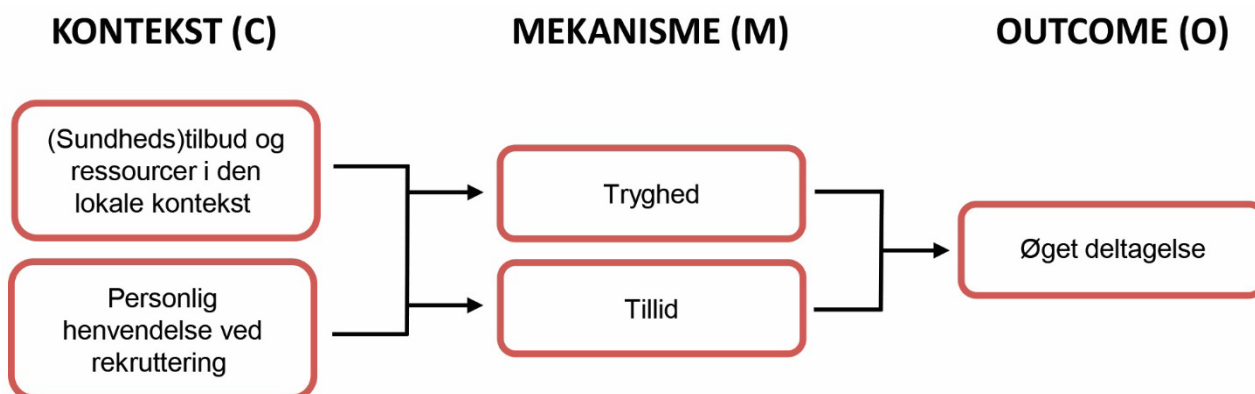 KONTEKST (C)
MEKANISME (M)
OUTCOME (O)
(Sundheds)tilbud og
ressourcer i den
lokale kontekst
Personlig
henvendelse ved
rekruttering
Tryghed
Tillid
Øget deltagelse